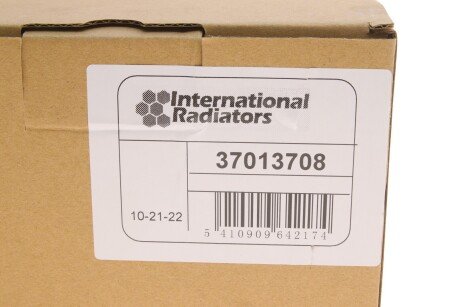 International
Radiators
37013708
10-21-22
5 410909 642174